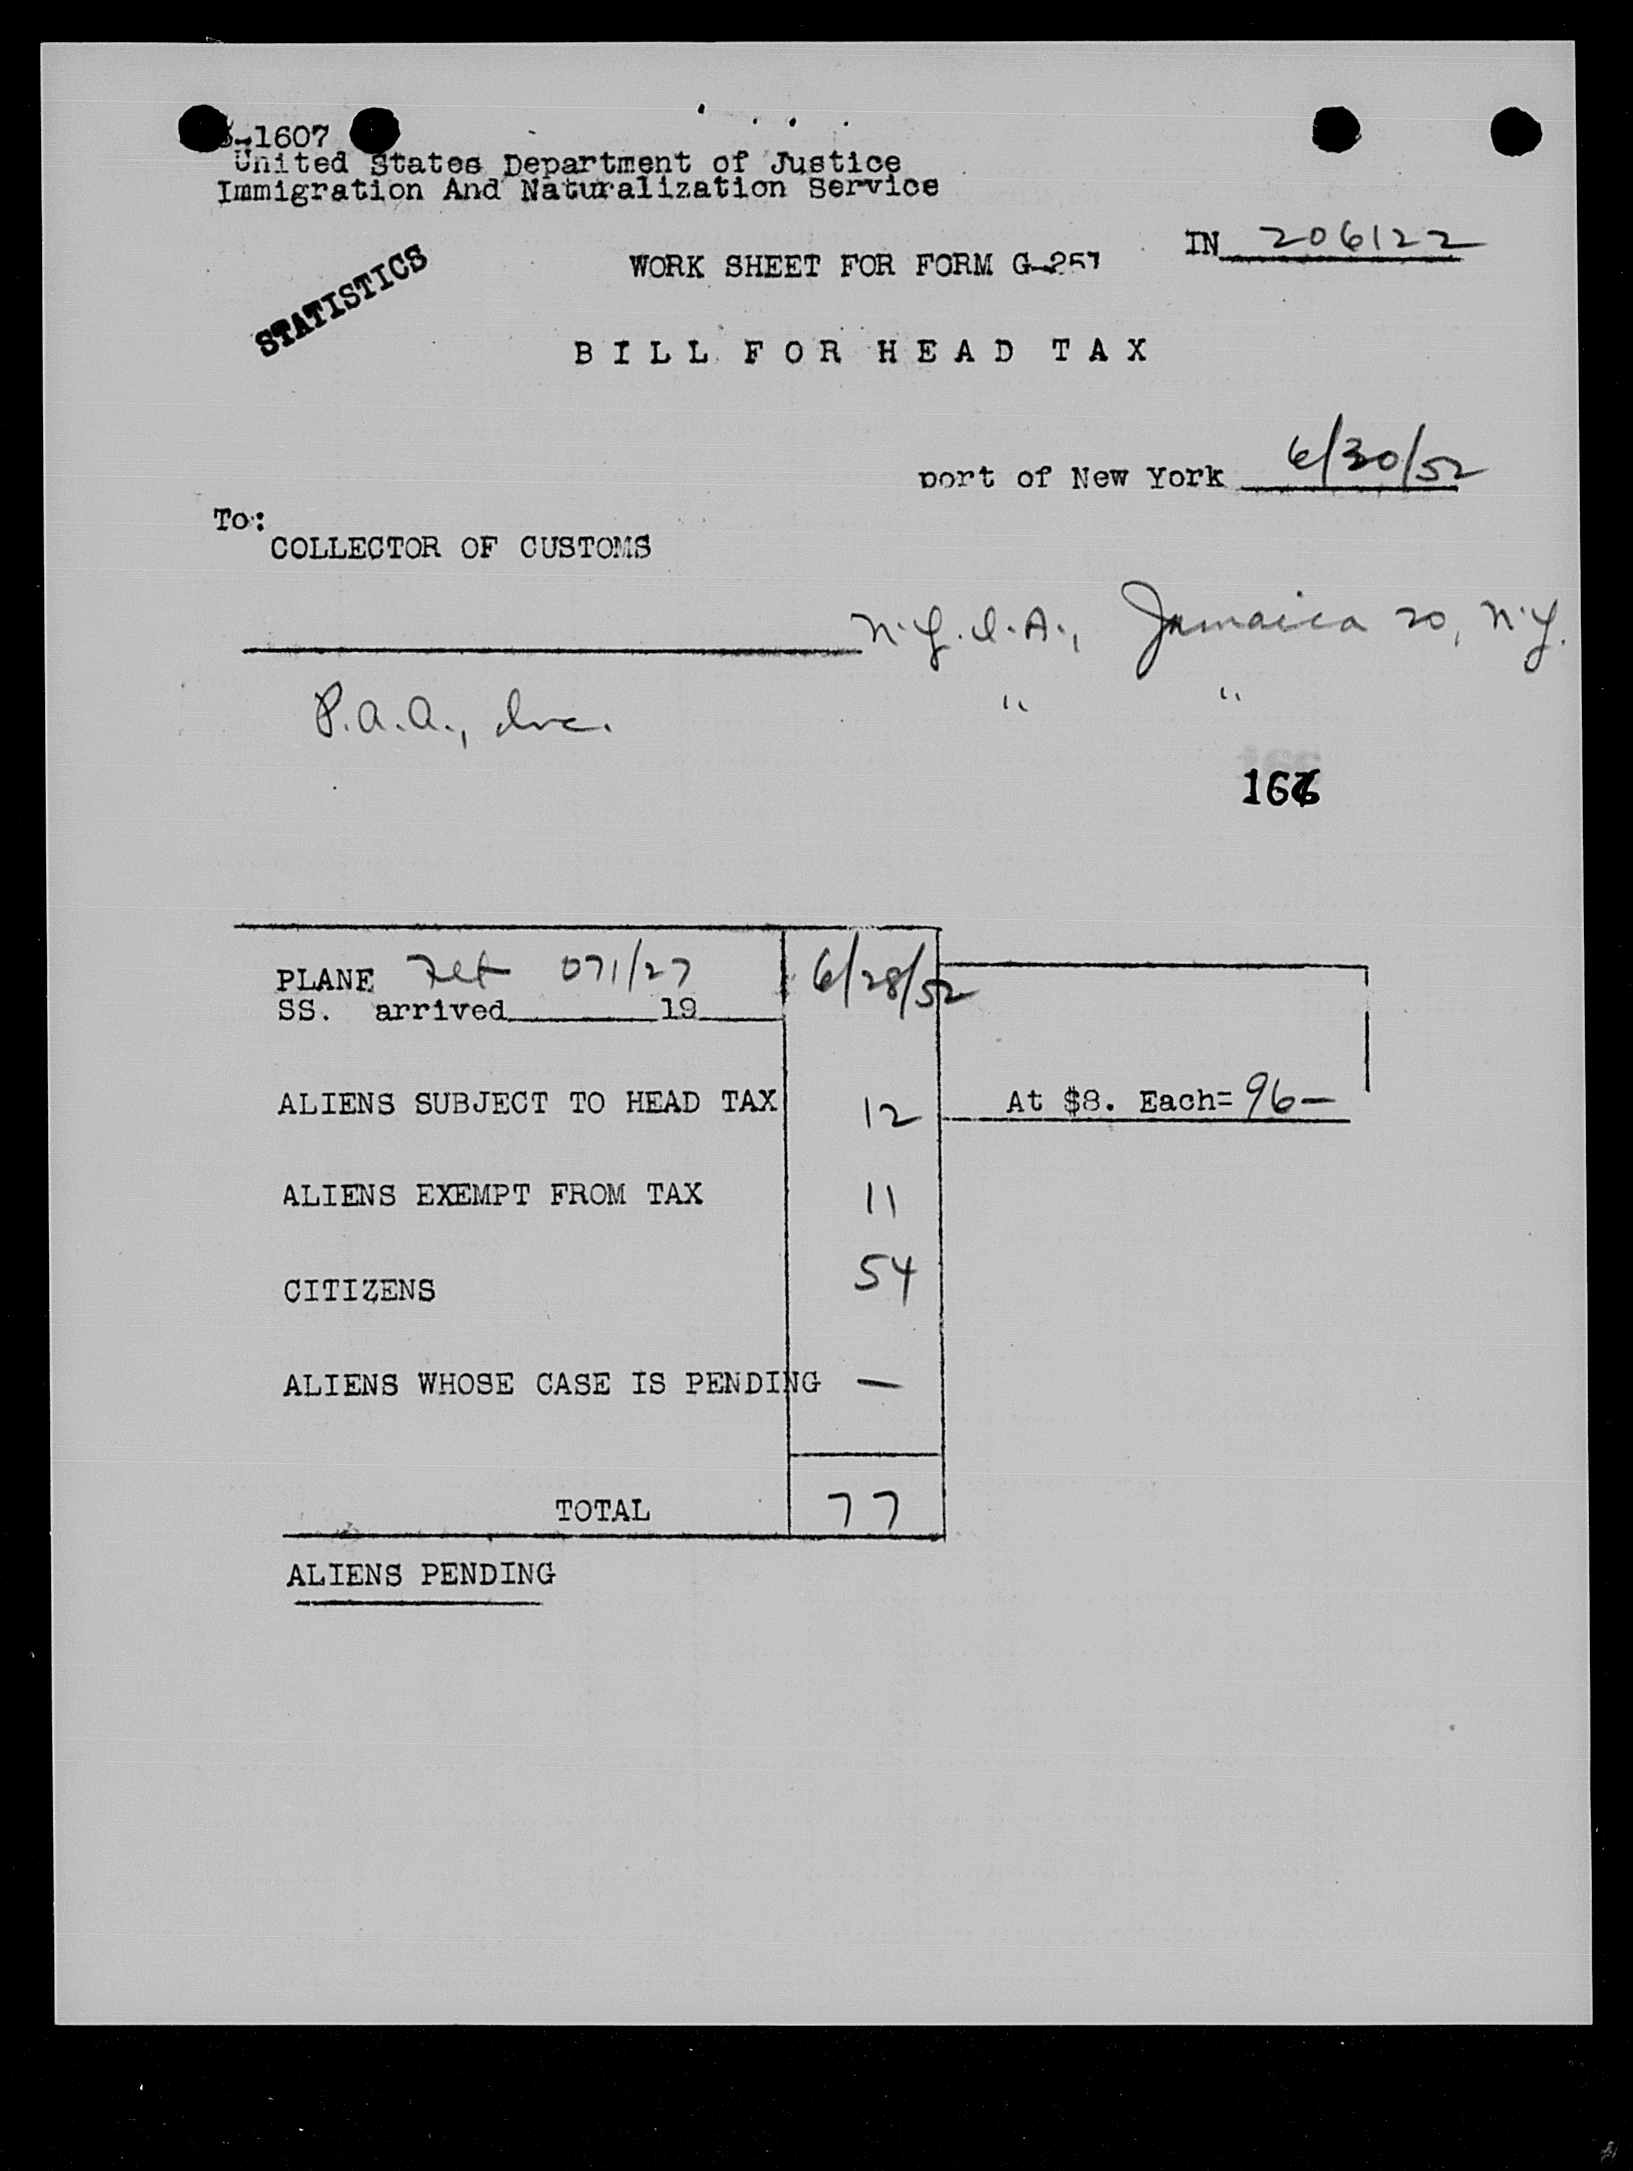 -1607
United States Department of Justice
Immigration And Naturalization Service
IN 206122
WORK SHEET FOR FORM G-257
STATISTICS
BILL FOR HEAD TAX
port of New York 6/30/52
To:
COLLECTOR OF CUSTOMS
N.Y.I.A., Jamaica 20, N.Y.
P.A.A., Inc. " "
PLANE 071/27 6/28/52
SS. arrived 19
ALIENS SUBJECT TO HEAD TAX 12 At $8. Each= 96-
ALIENS EXEMPT FROM TAX 11
CITIZENS 54
ALIENS WHOSE CASE IS PENDING —
TOTAL 77
ALIENS PENDING